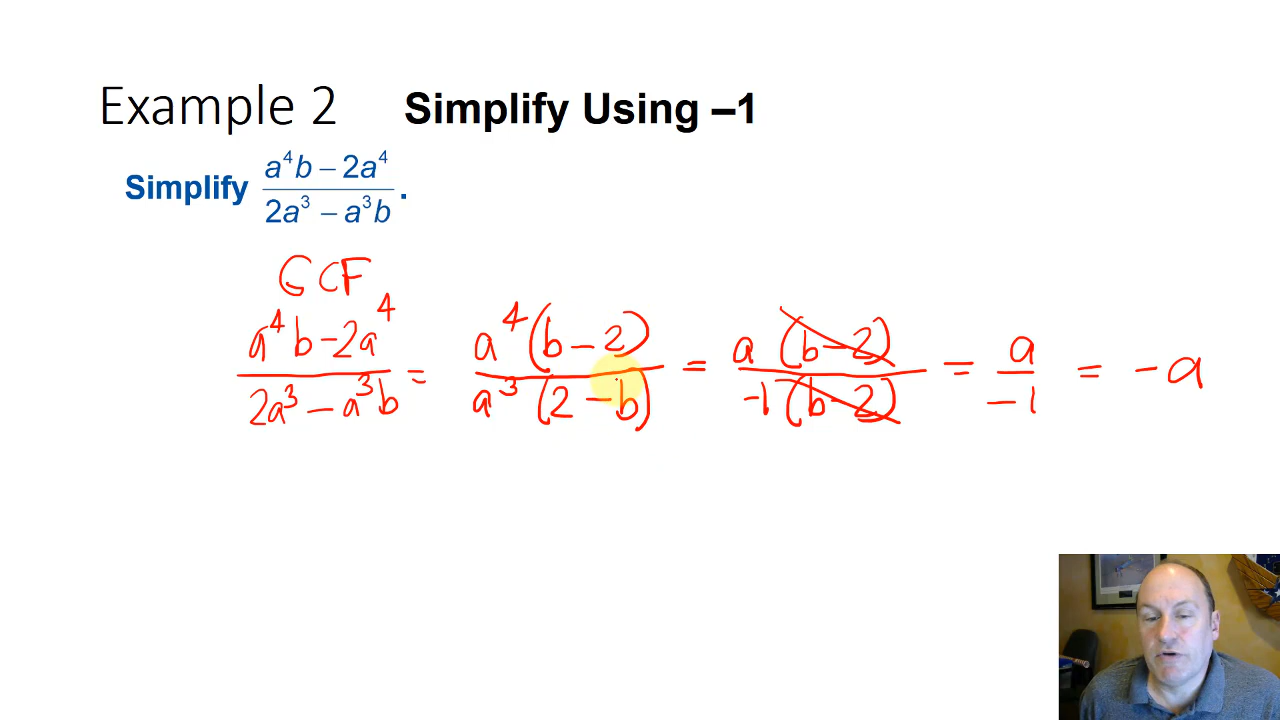 Example 2 Simplify Using –1
Simplify (a⁴b – 2a⁴)/(2a³ – a³b).
GCF
(a⁴b – 2a⁴)/(2a³ – a³b) = (a⁴(b – 2))/(a³(2 – b)) = (a(b – 2))/(-1(b – 2)) = a/-1 = -a